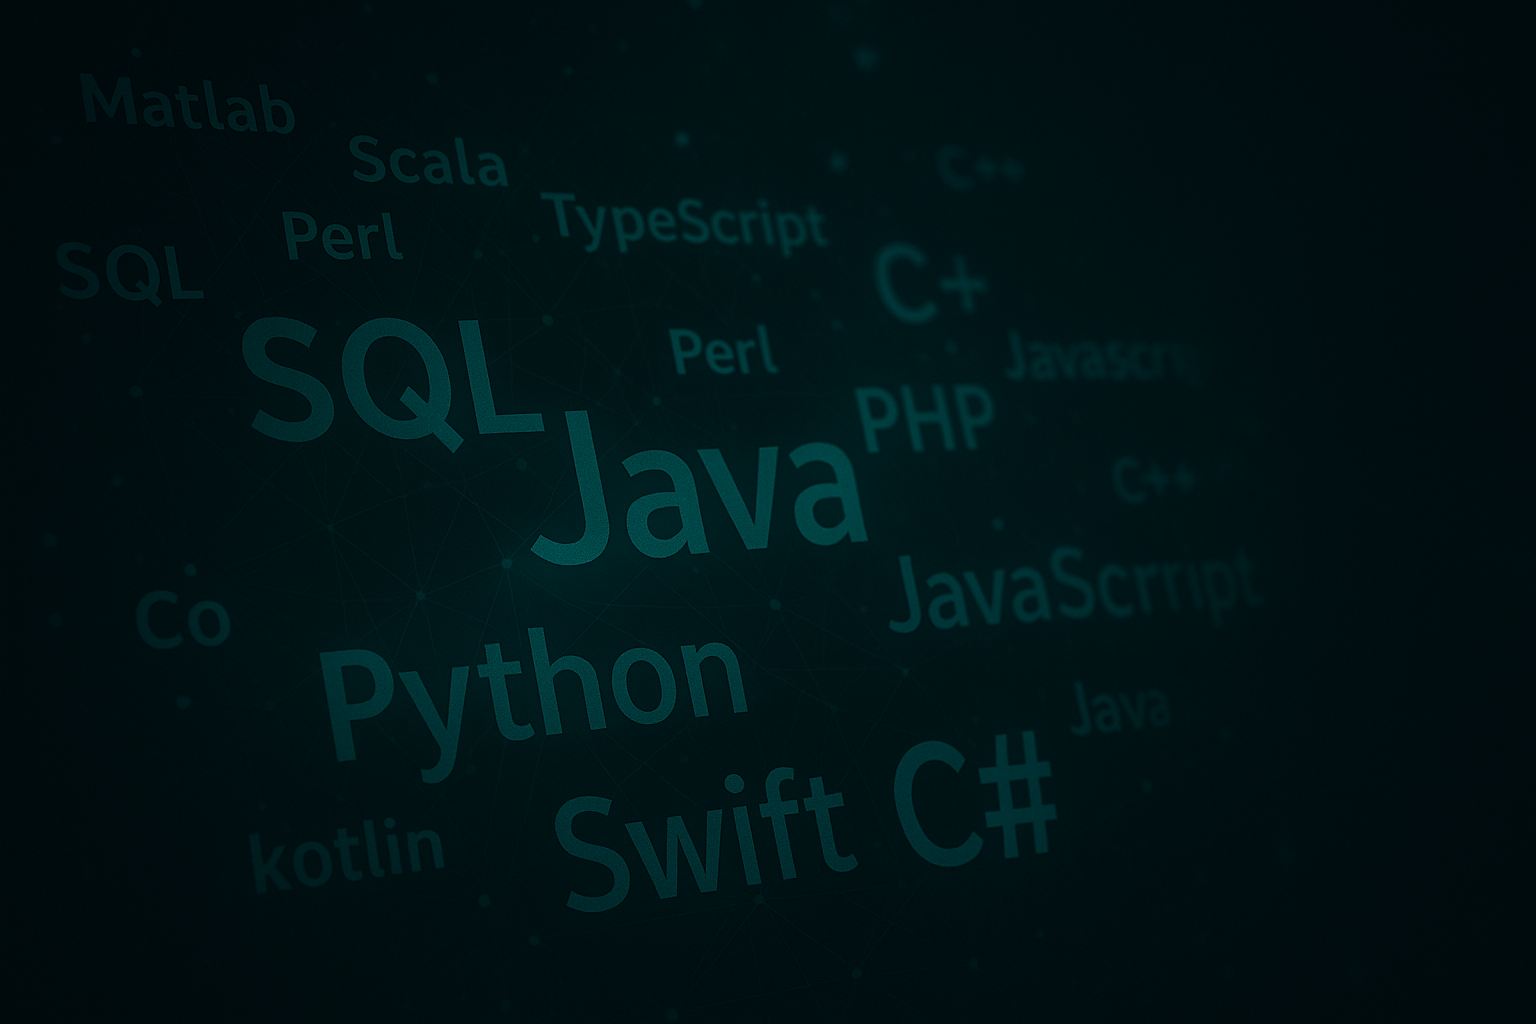 Matlab
Scala
C++
TypeScript
Perl
SQL
C+
SQL
Perl
Javascri
PHP
Java
C++
JavaScrript
Co
Python
Java
Swift
C#
kotlin